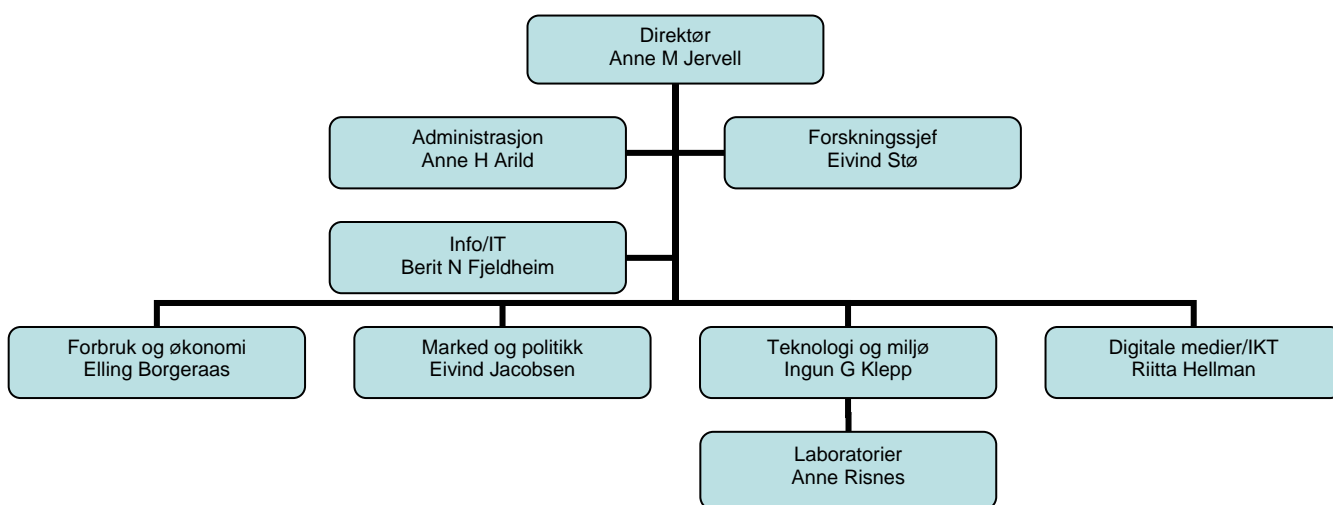 Direktør
Anne M Jervell
Administrasjon
Anne H Arild
Forskningssjef
Eivind Stø
Info/IT
Berit N Fjeldheim
Forbruk og økonomi
Elling Borgeraas
Marked og politikk
Eivind Jacobsen
Teknologi og miljø
Ingun G Klepp
Digitale medier/IKT
Riitta Hellman
Laboratorier
Anne Risnes